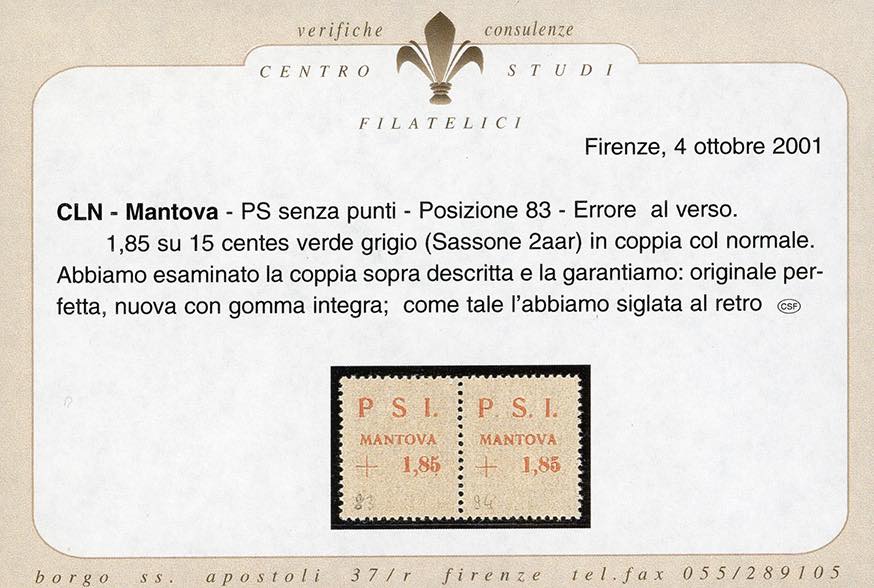 verifiche consulenze
CENTRO STUDI
FILATELICI
Firenze, 4 ottobre 2001
CLN - Mantova - PS senza punti - Posizione 83 - Errore al verso.
1,85 su 15 centes verde grigio (Sassone 2aar) in coppia col normale.
Abbiamo esaminato la coppia sopra descritta e la garantiamo: originale per-
fetta, nuova con gomma integra; come tale l'abbiamo siglata al retro CSF
P S I. P. S. I.
MANTOVA MANTOVA
+ 1,85 + 1,85
83 94
borgo ss. apostoli 37/r firenze tel.fax 055/289105